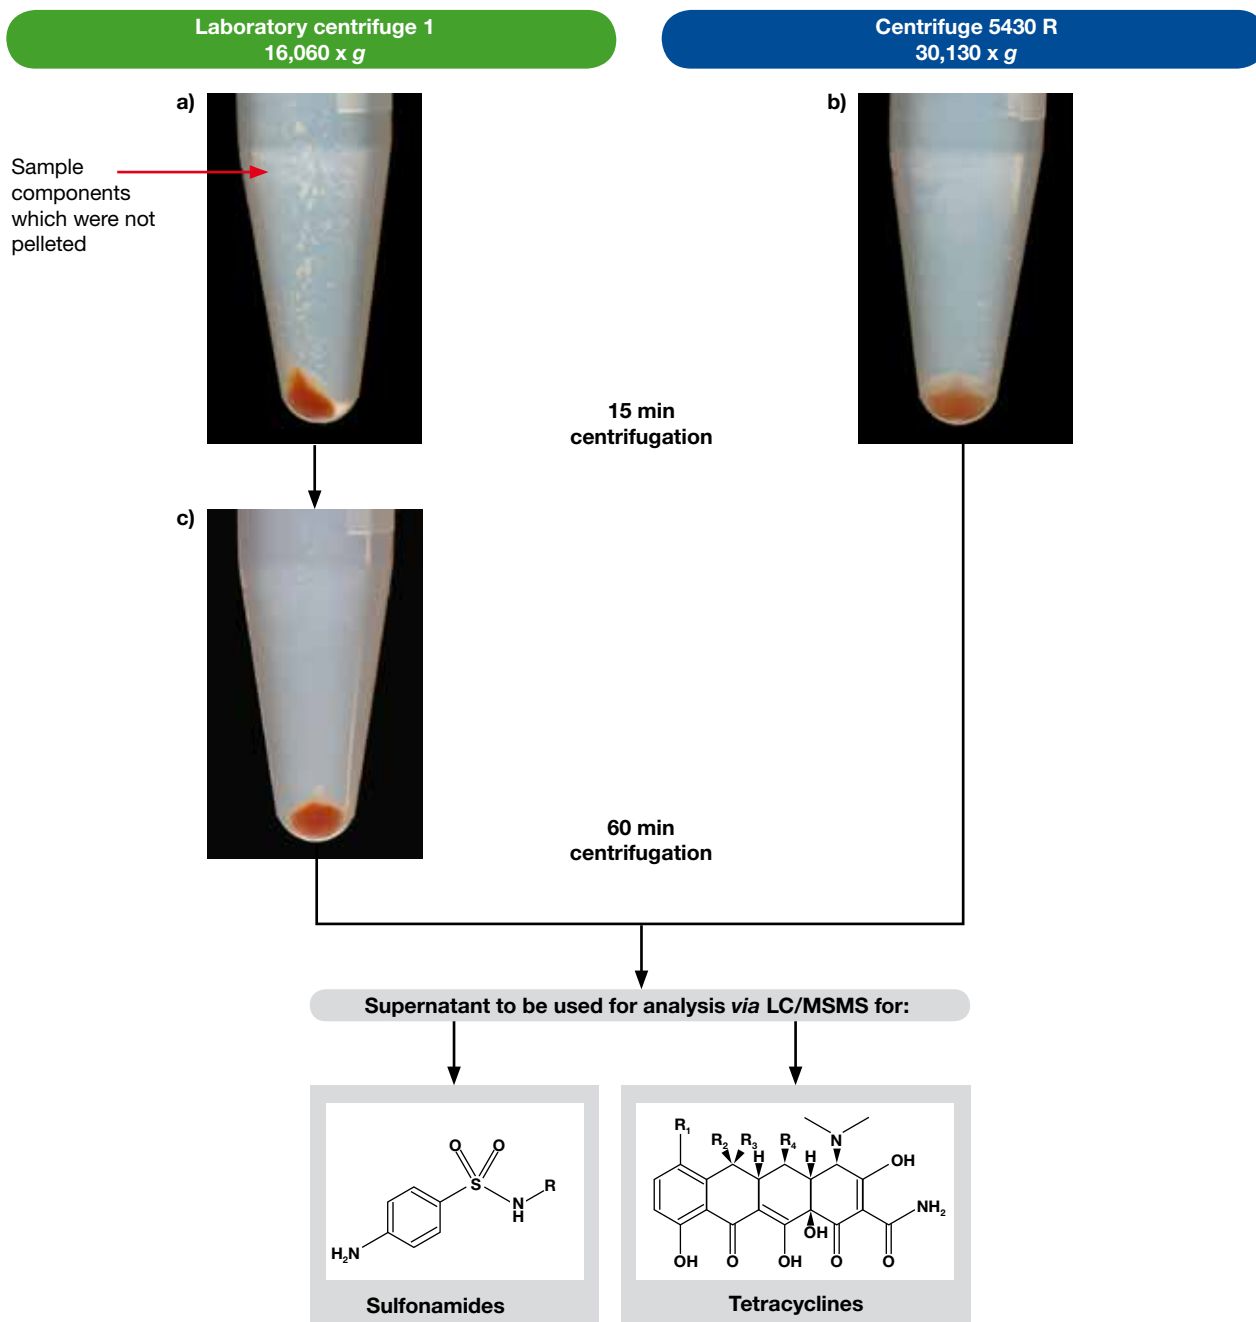 Laboratory centrifuge 1
16,060 x g
Centrifuge 5430 R
30,130 x g
a)
b)
Sample
components
which were not
pelleted
15 min
centrifugation
c)
60 min
centrifugation
Supernatant to be used for analysis via LC/MSMS for:
O O
S
N
H
R
H₂N
Sulfonamides
R₁
R₂ R₃ H R₄ H N
OH
NH₂
OH
OH O OH O O
Tetracyclines